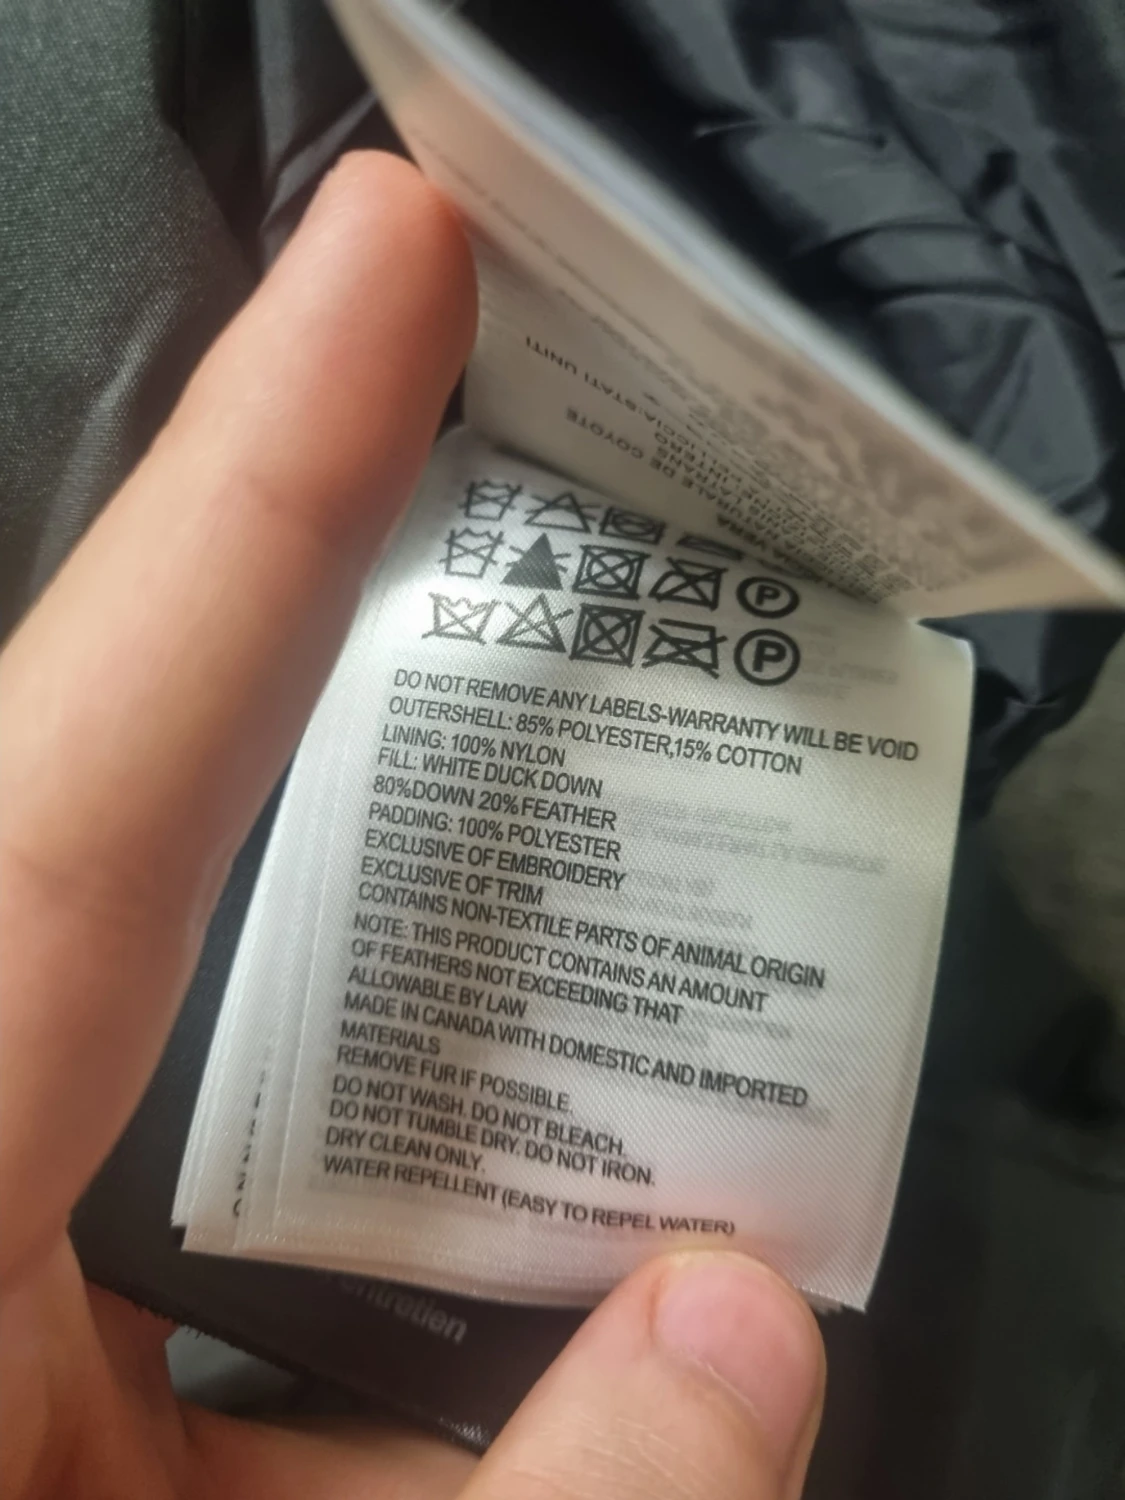 STATI UNITI
COYOTE
P
P
DO NOT REMOVE ANY LABELS-WARRANTY WILL BE VOID
OUTERSHELL: 85% POLYESTER,15% COTTON
LINING: 100% NYLON
FILL: WHITE DUCK DOWN
80%DOWN 20%FEATHER
PADDING: 100% POLYESTER
EXCLUSIVE OF EMBROIDERY
EXCLUSIVE OF TRIM
CONTAINS NON-TEXTILE PARTS OF ANIMAL ORIGIN
NOTE: THIS PRODUCT CONTAINS AN AMOUNT
OF FEATHERS NOT EXCEEDING THAT
ALLOWABLE BY LAW
MADE IN CANADA WITH DOMESTIC AND IMPORTED
MATERIALS
REMOVE FUR IF POSSIBLE.
DO NOT WASH. DO NOT BLEACH.
DO NOT TUMBLE DRY. DO NOT IRON.
DRY CLEAN ONLY.
WATER REPELLENT (EASY TO REPEL WATER)